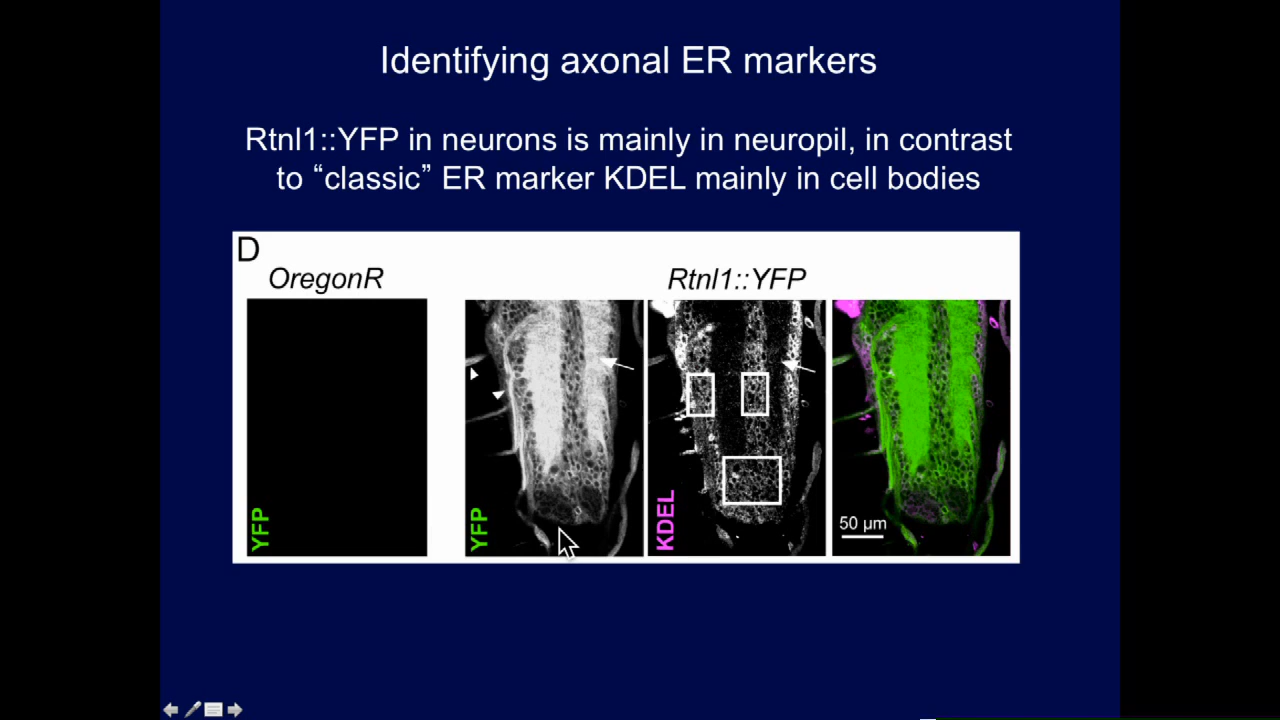 Identifying axonal ER markers
Rtnl1::YFP in neurons is mainly in neuropil, in contrast
to “classic” ER marker KDEL mainly in cell bodies
D
OregonR
Rtnl1::YFP
YFP
YFP
KDEL
50 µm